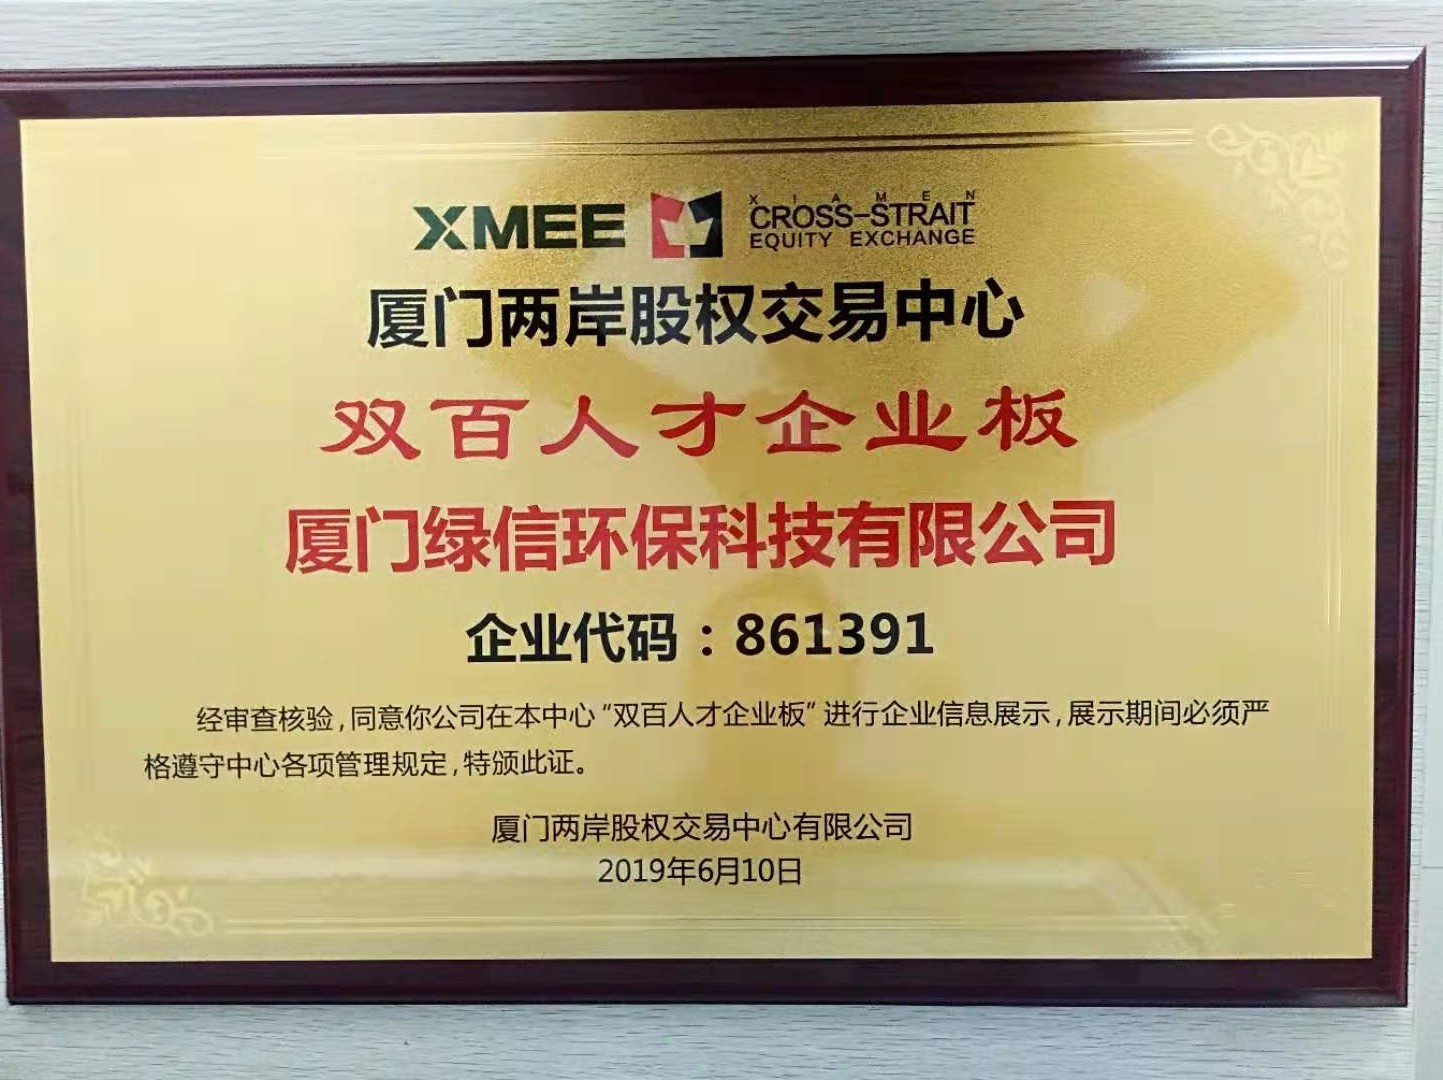 XMEE
XIAMEN
CROSS-STRAIT
EQUITY EXCHANGE
厦门两岸股权交易中心
双百人才企业板
厦门绿信环保科技有限公司
企业代码：861391
经审查核验,同意你公司在本中心“双百人才企业板”进行企业信息展示,展示期间必须严
格遵守中心各项管理规定,特颁此证。
厦门两岸股权交易中心有限公司
2019年6月10日